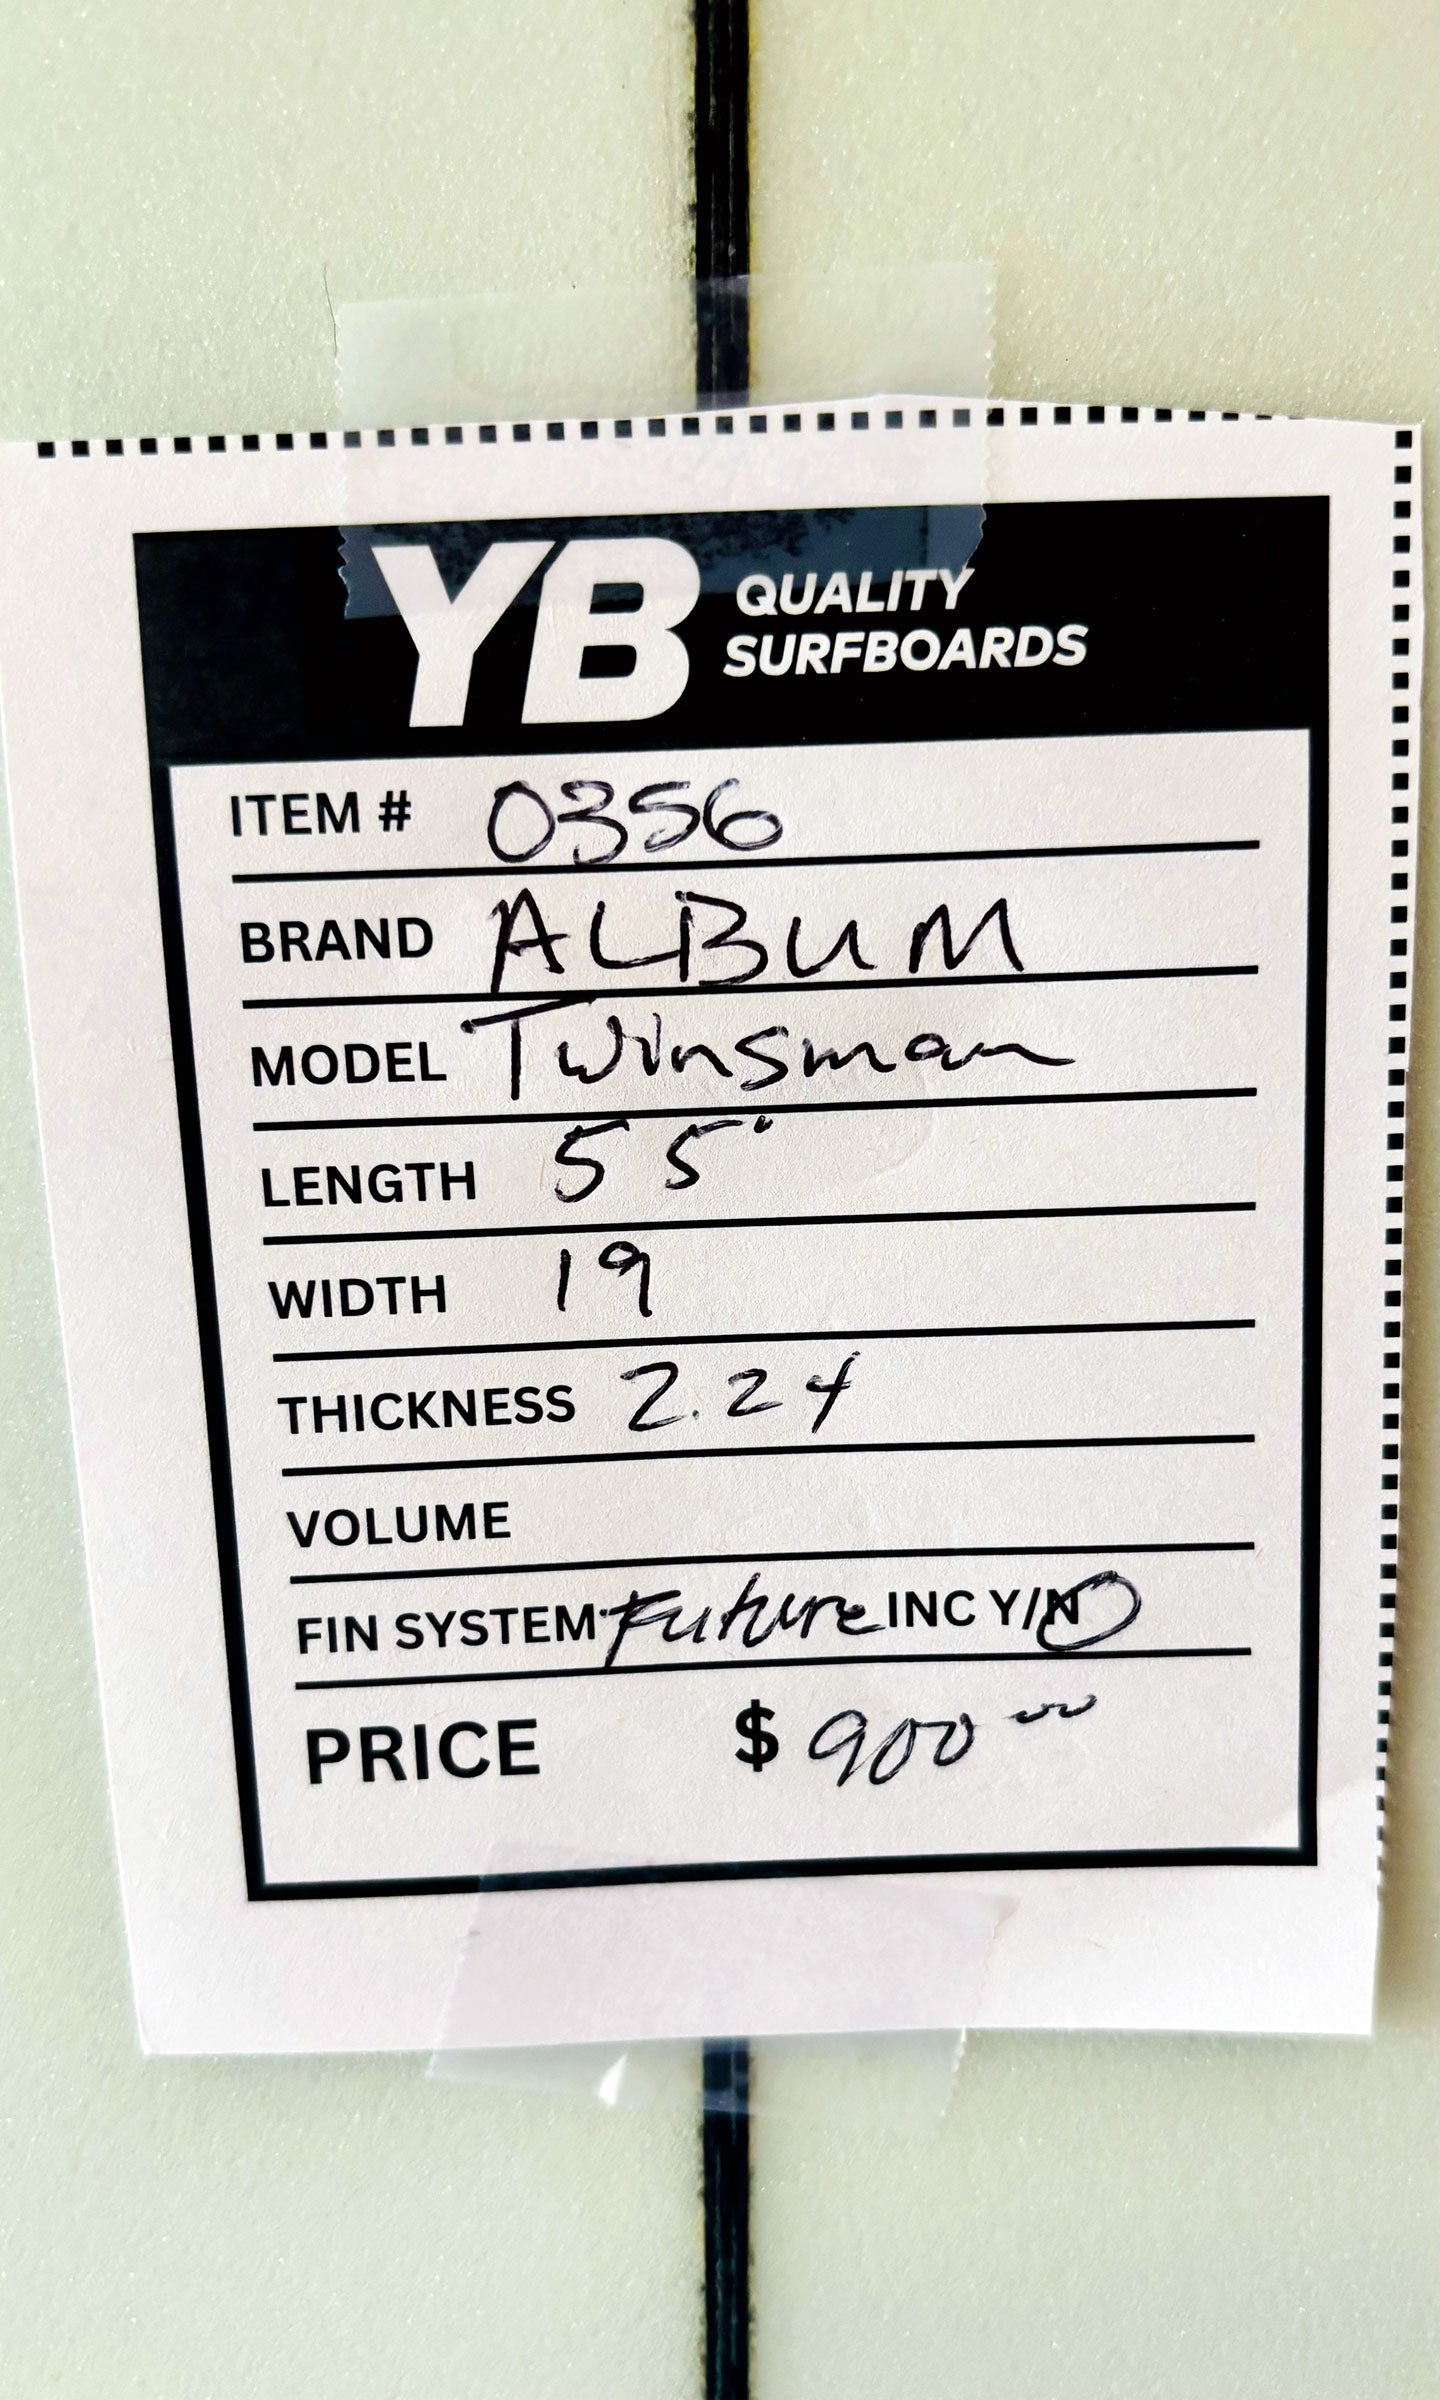 YB QUALITY
SURFBOARDS
ITEM # 0356
BRAND ALBUM
MODEL Twinsman
LENGTH 5 5"
WIDTH 19
THICKNESS 2.24
VOLUME
FIN SYSTEM Future INC Y/N
PRICE $ 900 00